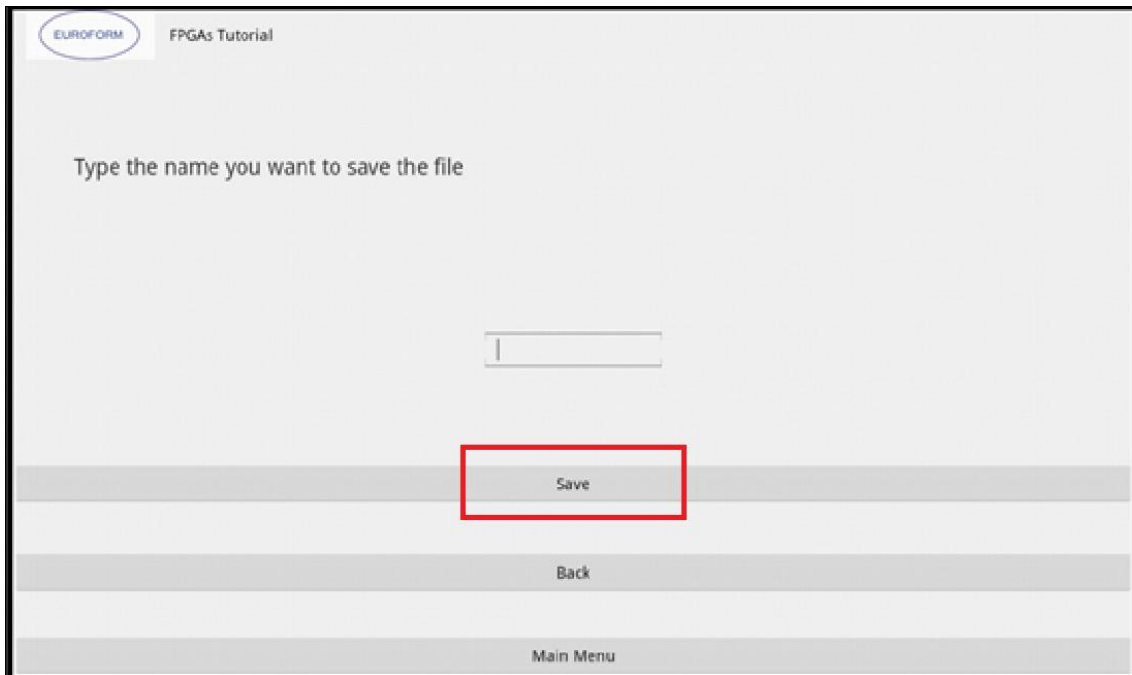 EUROFORM
FPGAs Tutorial
Type the name you want to save the file
Save
Back
Main Menu